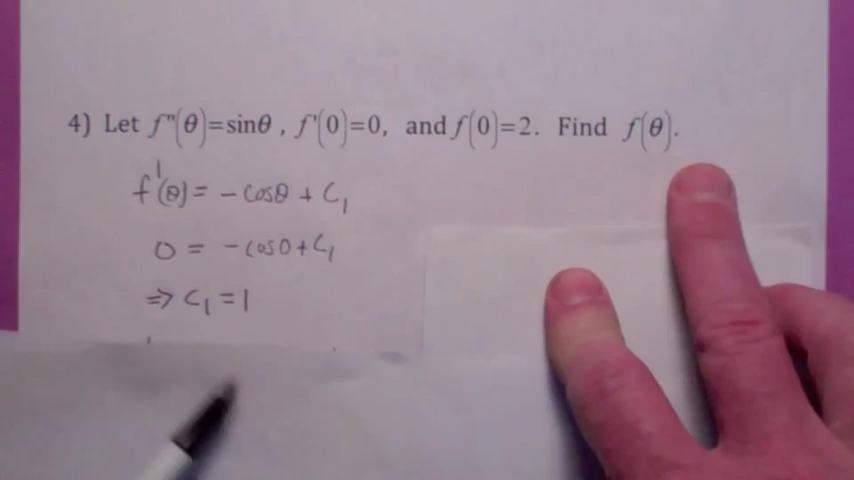 4) Let f"(θ)=sinθ , f'(0)=0, and f(0)=2. Find f(θ).
f'(θ) = -cosθ + C₁
0 = -cos0+C₁
⇒ C₁ = 1